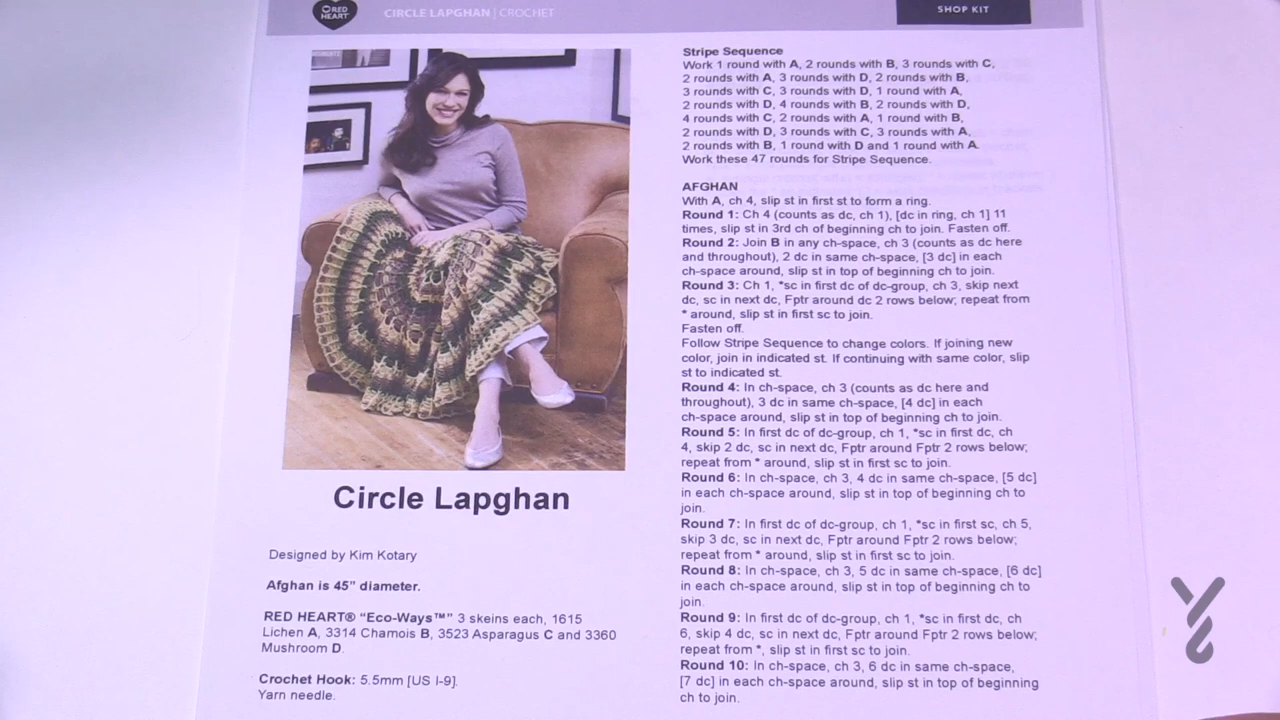 RED
HEART
CIRCLE LAPGHAN | CROCHET
SHOP KIT
Circle Lapghan
Designed by Kim Kotary
Afghan is 45” diameter.
RED HEART® “Eco-Ways™” 3 skeins each, 1615
Lichen A, 3314 Chamois B, 3523 Asparagus C and 3360
Mushroom D.
Crochet Hook: 5.5mm [US I-9].
Yarn needle.
Stripe Sequence
Work 1 round with A, 2 rounds with B, 3 rounds with C,
2 rounds with A, 3 rounds with D, 2 rounds with B,
3 rounds with C, 3 rounds with D, 1 round with A,
2 rounds with D, 4 rounds with B, 2 rounds with D,
4 rounds with C, 2 rounds with A, 1 round with B,
2 rounds with D, 3 rounds with C, 3 rounds with A,
2 rounds with B, 1 round with D and 1 round with A.
Work these 47 rounds for Stripe Sequence.
AFGHAN
With A, ch 4, slip st in first st to form a ring.
Round 1: Ch 4 (counts as dc, ch 1), [dc in ring, ch 1] 11
times, slip st in 3rd ch of beginning ch to join. Fasten off.
Round 2: Join B in any ch-space, ch 3 (counts as dc here
and throughout), 2 dc in same ch-space, [3 dc] in each
ch-space around, slip st in top of beginning ch to join.
Round 3: Ch 1, *sc in first dc of dc-group, ch 3, skip next
dc, sc in next dc, Fptr around dc 2 rows below; repeat from
* around, slip st in first sc to join.
Fasten off.
Follow Stripe Sequence to change colors. If joining new
color, join in indicated st. If continuing with same color, slip
st to indicated st.
Round 4: In ch-space, ch 3 (counts as dc here and
throughout), 3 dc in same ch-space, [4 dc] in each
ch-space around, slip st in top of beginning ch to join.
Round 5: In first dc of dc-group, ch 1, *sc in first dc, ch
4, skip 2 dc, sc in next dc, Fptr around Fptr 2 rows below;
repeat from * around, slip st in first sc to join.
Round 6: In ch-space, ch 3, 4 dc in same ch-space, [5 dc]
in each ch-space around, slip st in top of beginning ch to
join.
Round 7: In first dc of dc-group, ch 1, *sc in first sc, ch 5,
skip 3 dc, sc in next dc, Fptr around Fptr 2 rows below;
repeat from * around, slip st in first sc to join.
Round 8: In ch-space, ch 3, 5 dc in same ch-space, [6 dc]
in each ch-space around, slip st in top of beginning ch to
join.
Round 9: In first dc of dc-group, ch 1, *sc in first dc, ch
6, skip 4 dc, sc in next dc, Fptr around Fptr 2 rows below;
repeat from *, slip st in first sc to join.
Round 10: In ch-space, ch 3, 6 dc in same ch-space,
[7 dc] in each ch-space around, slip st in top of beginning
ch to join.